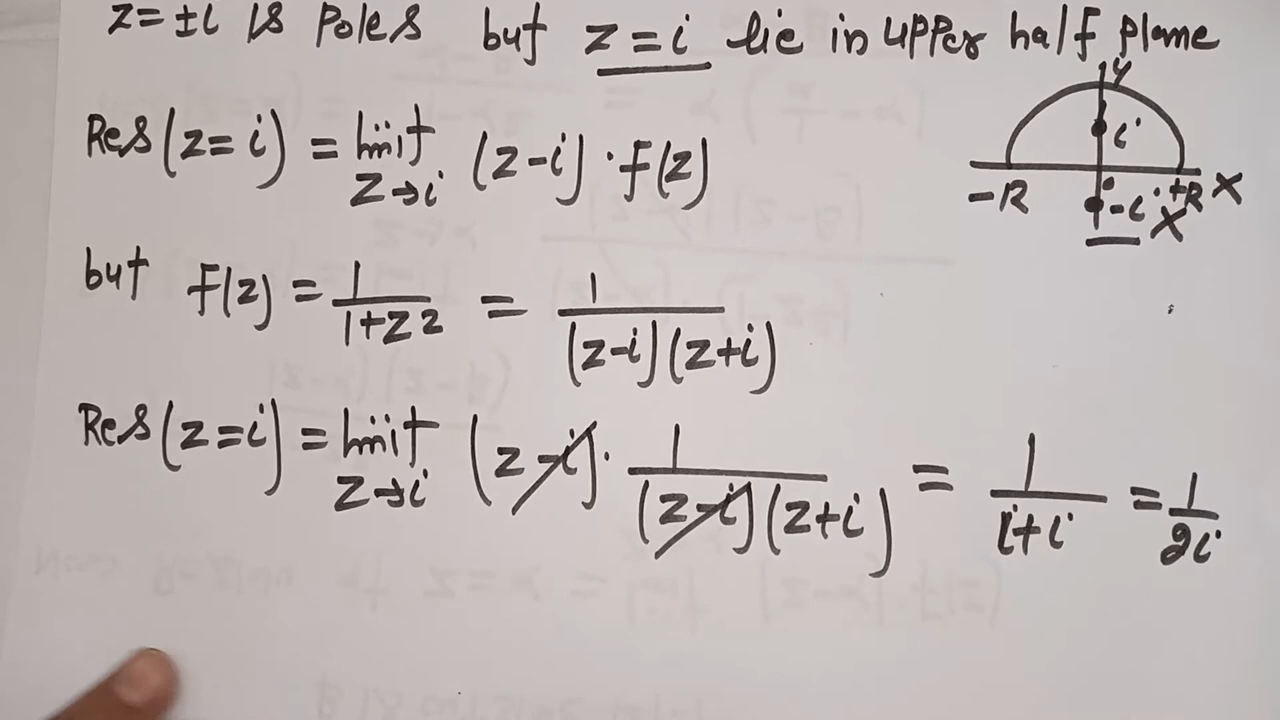 z = ±i is Poles but z = i lie in upper half plane
Res(z=i) = limit z→i (z-i)·f(z)
Y
i
-R
-i
+R X
X
but f(z) = 1/(1+z²) = 1/((z-i)(z+i))
Res(z=i) = limit z→i (z-i)· 1/((z-i)(z+i)) = 1/(i+i) = 1/2i